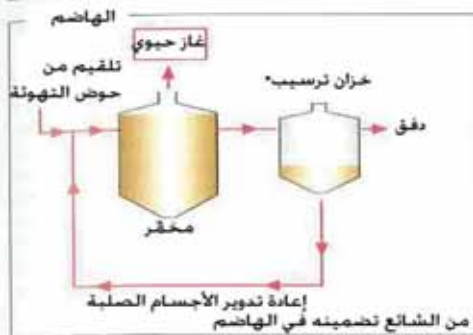 الهاضم
غاز حيوي
تلقيم من
حوض التهوئة
خزان ترسيب*
دفق
مخمّر
إعادة تدوير الأجسام الصلبة
من الشائع تضمينه في الهاضم